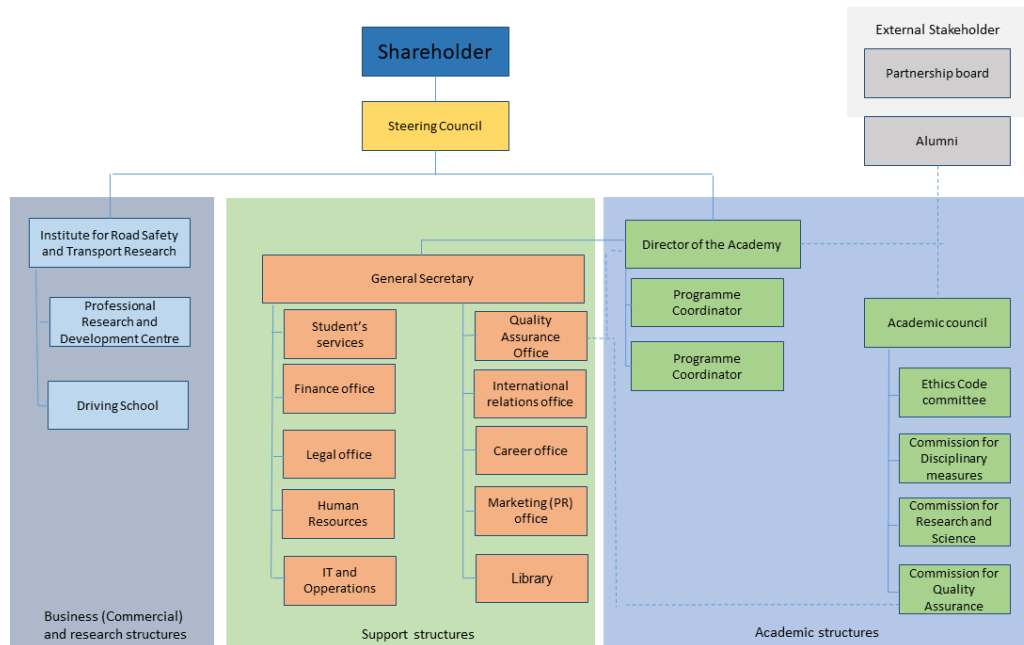 Shareholder
Steering Council
External Stakeholder
Partnership board
Alumni
Institute for Road Safety
and Transport Research
Professional
Research and
Development Centre
Driving School
Business (Commercial)
and research structures
General Secretary
Student's
services
Finance office
Legal office
Human
Resources
IT and
Opperations
Quality
Assurance
Office
International
relations office
Career office
Marketing (PR)
office
Library
Support structures
Director of the Academy
Programme
Coordinator
Programme
Coordinator
Academic council
Ethics Code
committee
Commission for
Disciplinary
measures
Commission for
Research and
Science
Commission for
Quality
Assurance
Academic structures